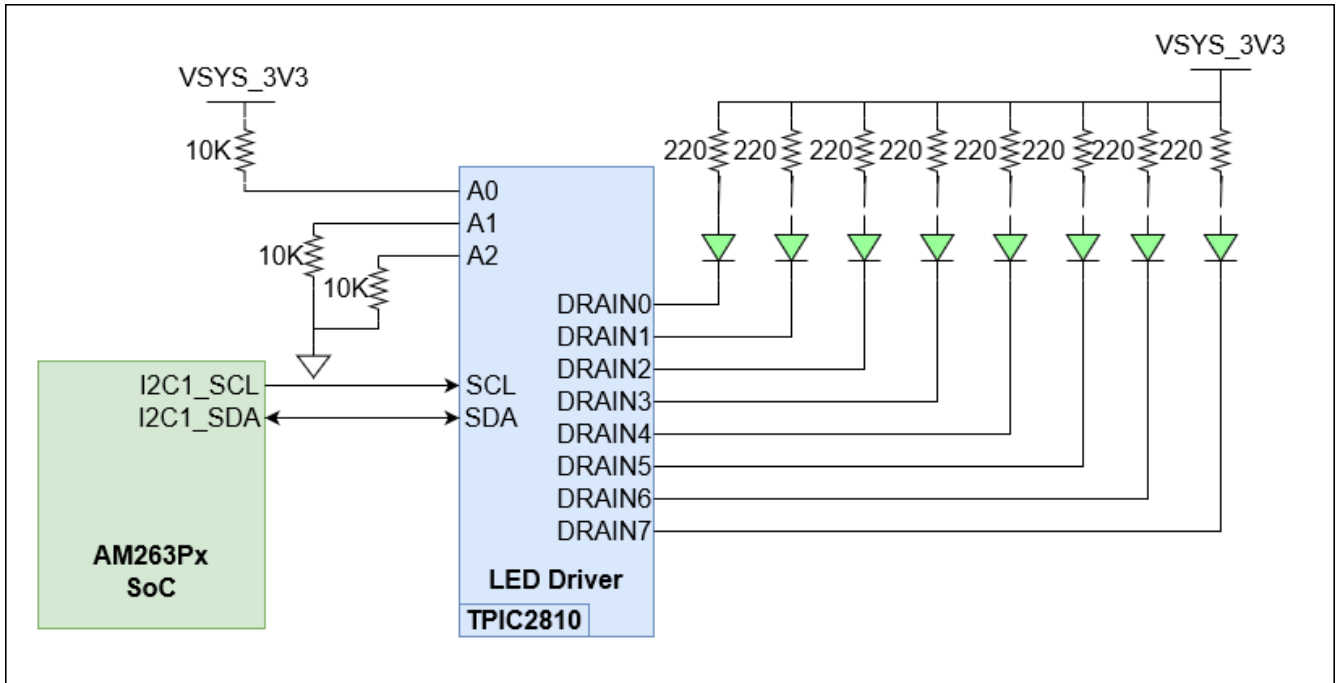 VSYS_3V3
VSYS_3V3
10K
220 220 220 220 220 220 220 220
A0
A1
A2
10K
10K
DRAIN0
DRAIN1
DRAIN2
DRAIN3
DRAIN4
DRAIN5
DRAIN6
DRAIN7
I2C1_SCL
I2C1_SDA
SCL
SDA
AM263Px
SoC
LED Driver
TPIC2810